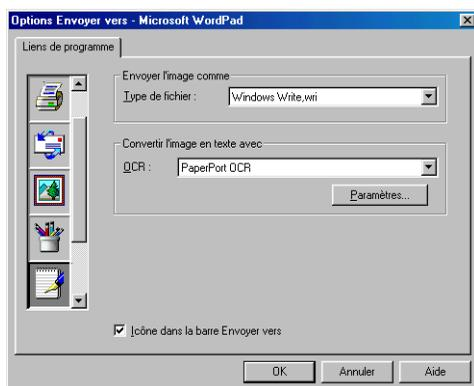 Options Envoyer vers - Microsoft WordPad
Liens de programme
Envoyer l'image comme
Type de fichier : Windows Write,wri
Convertir l'image en texte avec
OCR : PaperPort OCR
Paramètres...
Icône dans la barre Envoyer vers
OK Annuler Aide